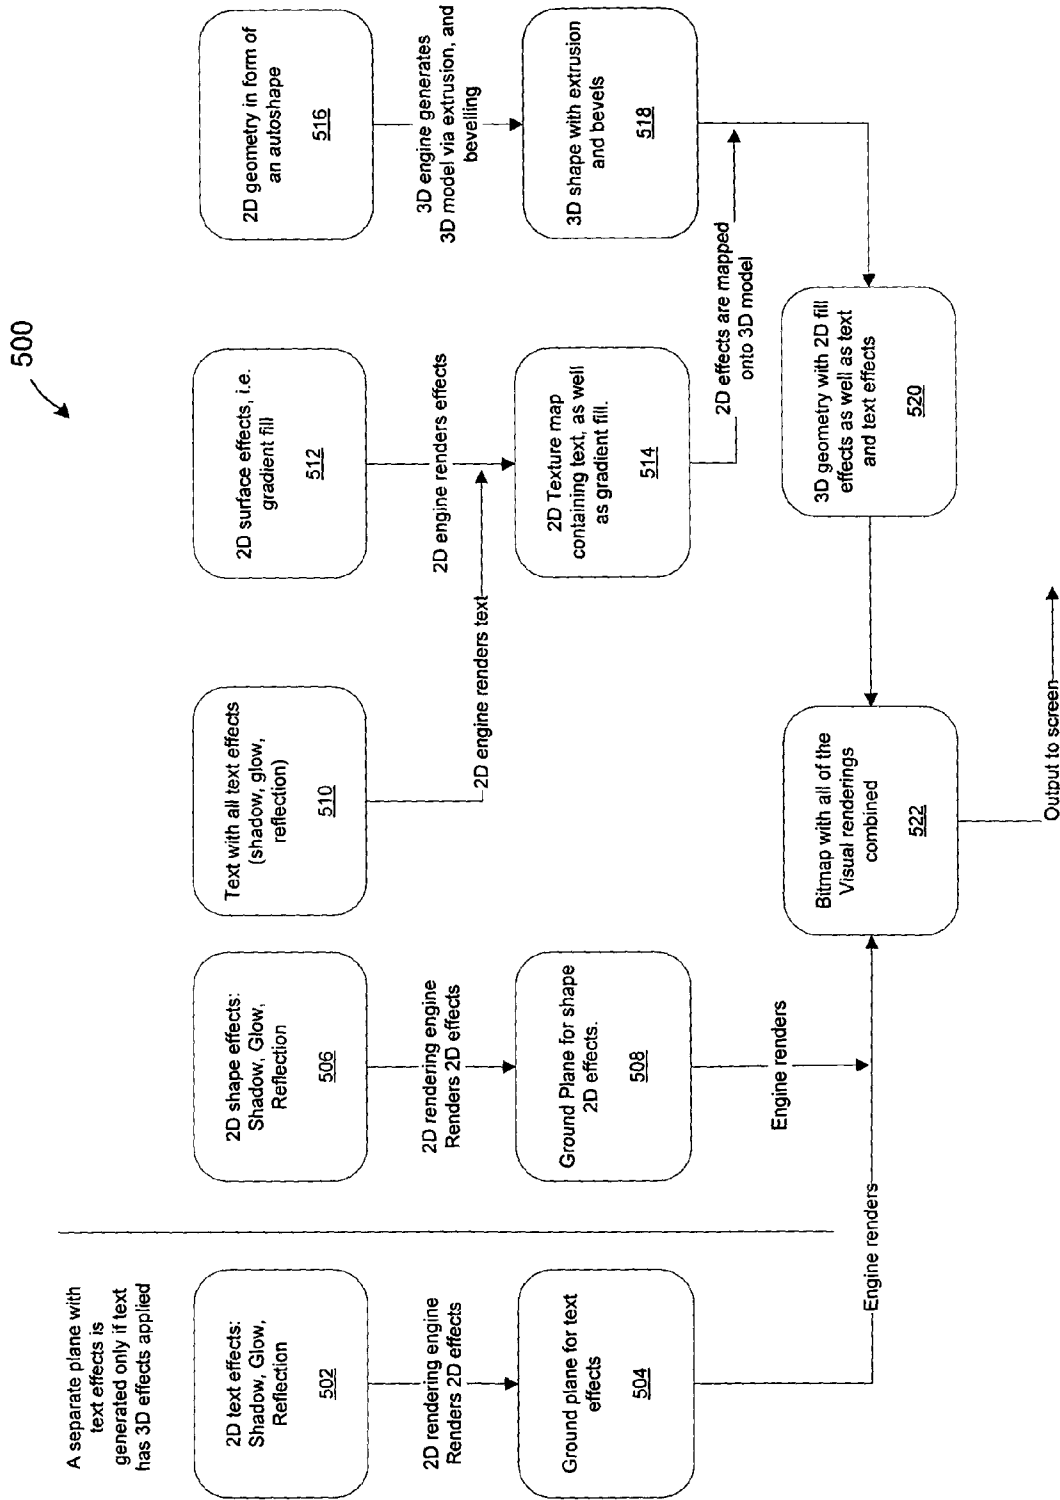 500
A separate plane with
text effects is
generated only if text
has 3D effects applied
2D text effects:
Shadow, Glow,
Reflection
502
2D shape effects:
Shadow, Glow,
Reflection
506
Text with all text effects
(shadow, glow,
reflection)
510
2D surface effects, i.e.
gradient fill
512
2D geometry in form of
an autoshape
516
2D rendering engine
Renders 2D effects
2D rendering engine
Renders 2D effects
2D engine renders text
2D engine renders effects
3D engine generates
3D model via extrusion, and
bevelling
Ground plane for text
effects
504
Ground Plane for shape
2D effects.
508
2D Texture map
containing text, as well
as gradient fill.
514
3D shape with extrusion
and bevels
518
Engine renders
Engine renders
2D effects are mapped
onto 3D model
Bitmap with all of the
Visual renderings
combined
522
3D geometry with 2D fill
effects as well as text
and text effects
520
Output to screen